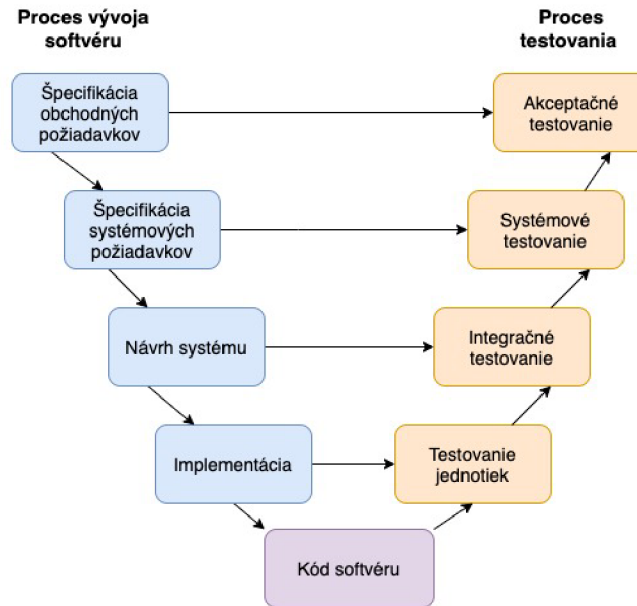 Proces vývoja
softvéru
Proces
testovania
Špecifikácia
obchodných
požiadavkov
Akceptačné
testovanie
Špecifikácia
systémových
požiadavkov
Systémové
testovanie
Návrh systému
Integračné
testovanie
Implementácia
Testovanie
jednotiek
Kód softvéru